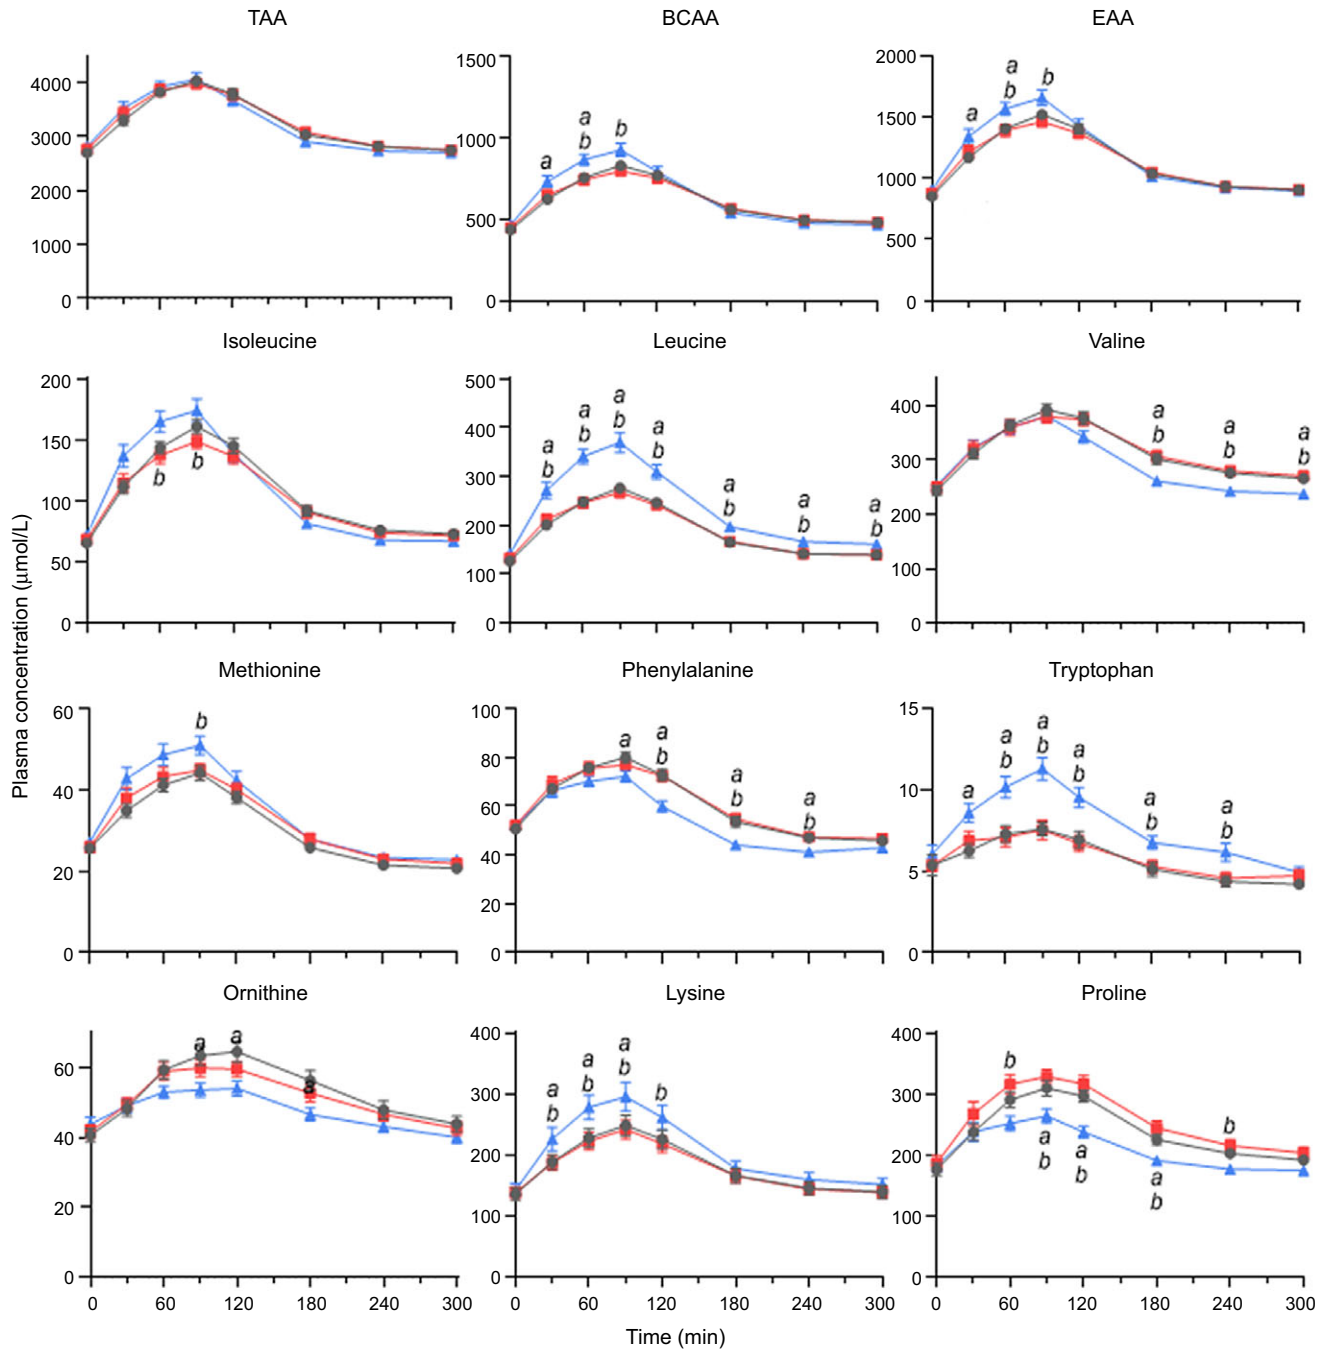 TAA
BCAA
EAA
4000
3000
2000
1000
0
1500
1000
500
0
a
a
b
b
2000
1500
1000
500
0
a
a
b
b
Isoleucine
Leucine
Valine
200
150
100
50
0
b
b
500
400
300
200
100
0
a
b
a
b
a
b
a
b
a
b
a
b
a
b
400
300
200
100
0
a
b
a
b
a
b
Plasma concentration (μmol/L)
Methionine
Phenylalanine
Tryptophan
60
40
20
0
b
100
80
60
40
20
0
a
a
b
a
b
a
b
15
10
5
0
a
a
b
a
b
a
b
a
b
a
b
Ornithine
Lysine
Proline
60
40
20
0
a
a
a
0 60 120 180 240 300
400
300
200
100
0
a
b
a
b
a
b
b
0 60 120 180 240 300
400
300
200
100
0
b
a
b
a
b
a
b
b
0 60 120 180 240 300
Time (min)